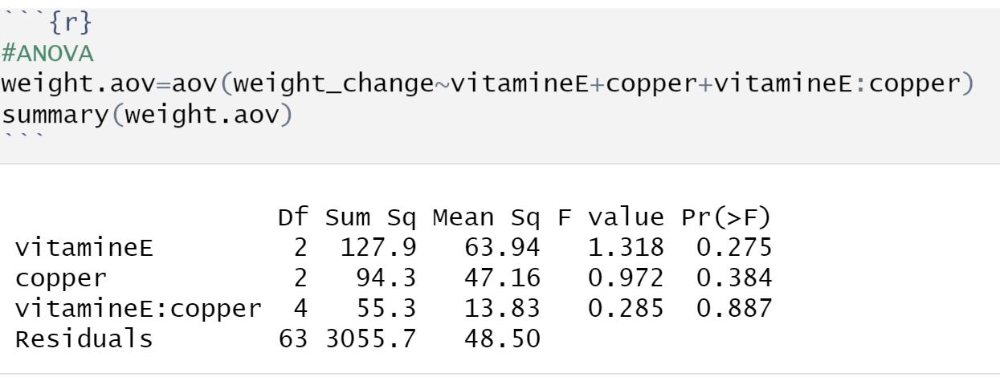 ```{r}
#ANOVA
weight.aov=aov(weight_change~vitamineE+copper+vitamineE:copper)
summary(weight.aov)
```
Df Sum Sq Mean Sq F value Pr(>F)
vitamineE 2 127.9 63.94 1.318 0.275
copper 2 94.3 47.16 0.972 0.384
vitamineE:copper 4 55.3 13.83 0.285 0.887
Residuals 63 3055.7 48.50